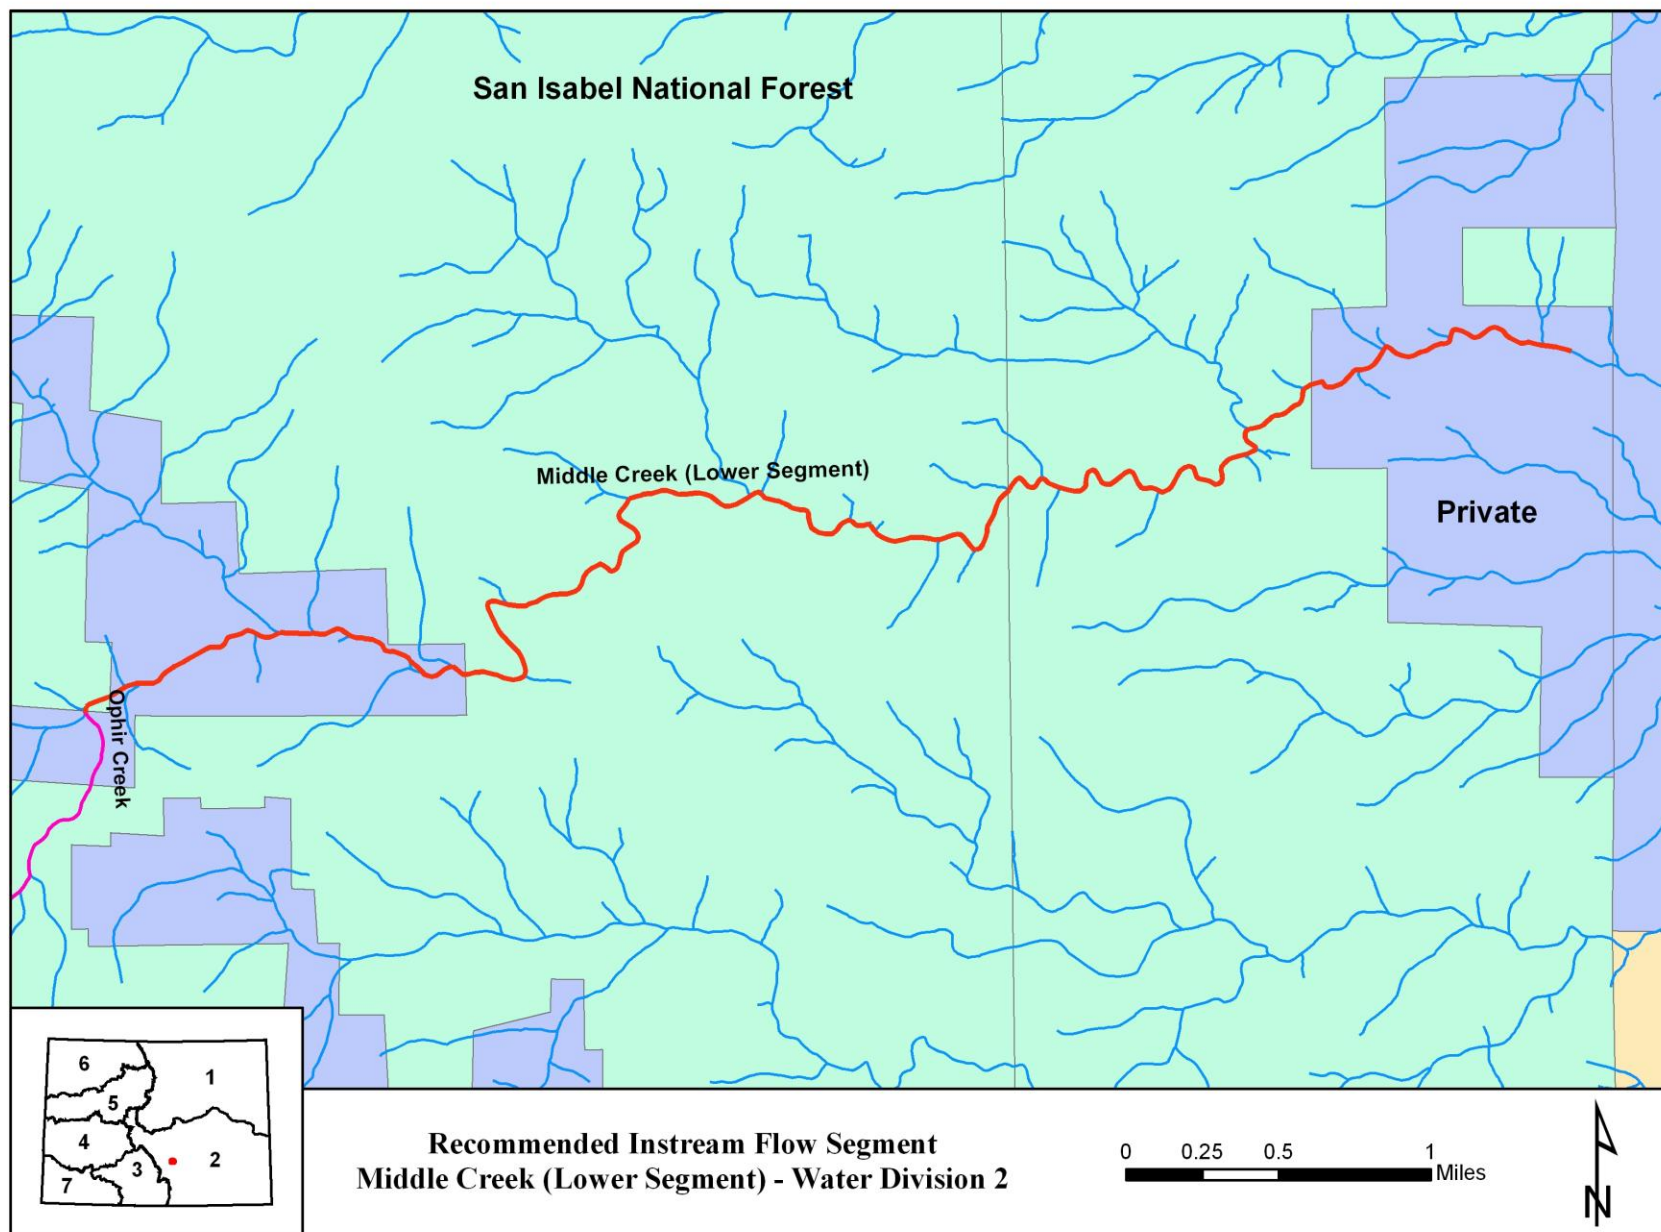 San Isabel National Forest
Middle Creek (Lower Segment)
Private
Ophir Creek
6
1
5
4
2
3
7
Recommended Instream Flow Segment
Middle Creek (Lower Segment) - Water Division 2
0 0.25 0.5 1
Miles
N